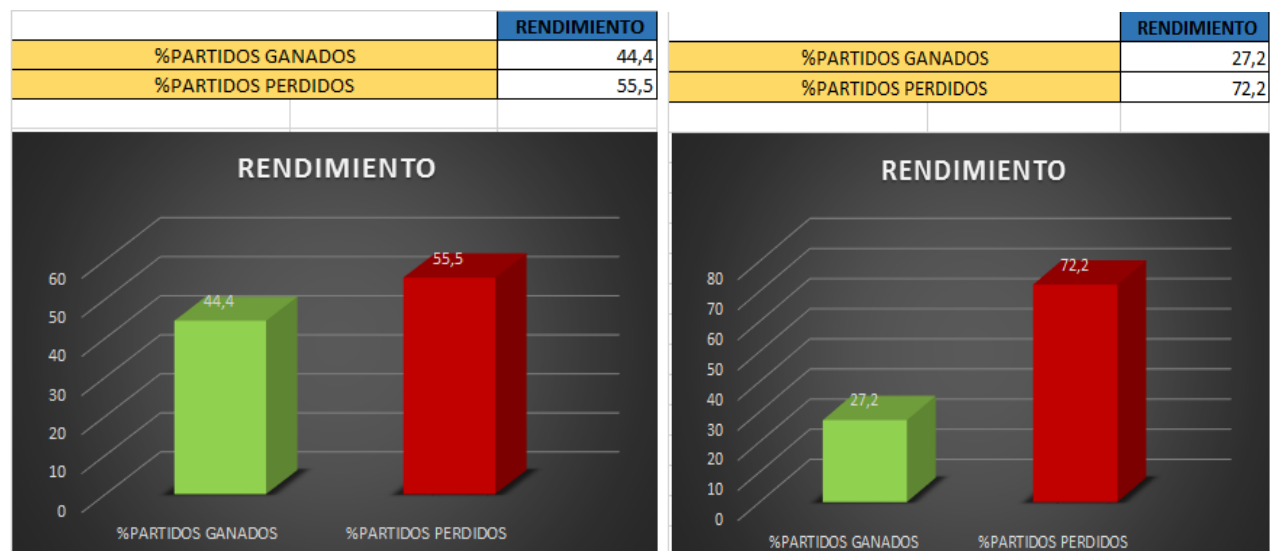 RENDIMIENTO
%PARTIDOS GANADOS 44,4
%PARTIDOS PERDIDOS 55,5
RENDIMIENTO
44,4
55,5
60
50
40
30
20
10
0
%PARTIDOS GANADOS %PARTIDOS PERDIDOS
RENDIMIENTO
%PARTIDOS GANADOS 27,2
%PARTIDOS PERDIDOS 72,2
RENDIMIENTO
27,2
72,2
80
70
60
50
40
30
20
10
0
%PARTIDOS GANADOS %PARTIDOS PERDIDOS